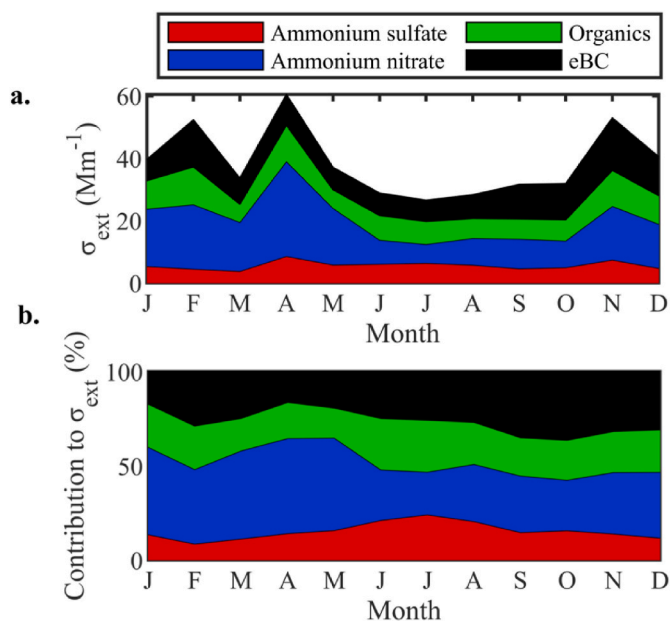 Ammonium sulfate Organics
Ammonium nitrate eBC
a.
60
40
20
0
σext (Mm⁻¹)
J F M A M J J A S O N D
Month
b.
100
50
0
Contribution to σext (%)
J F M A M J J A S O N D
Month